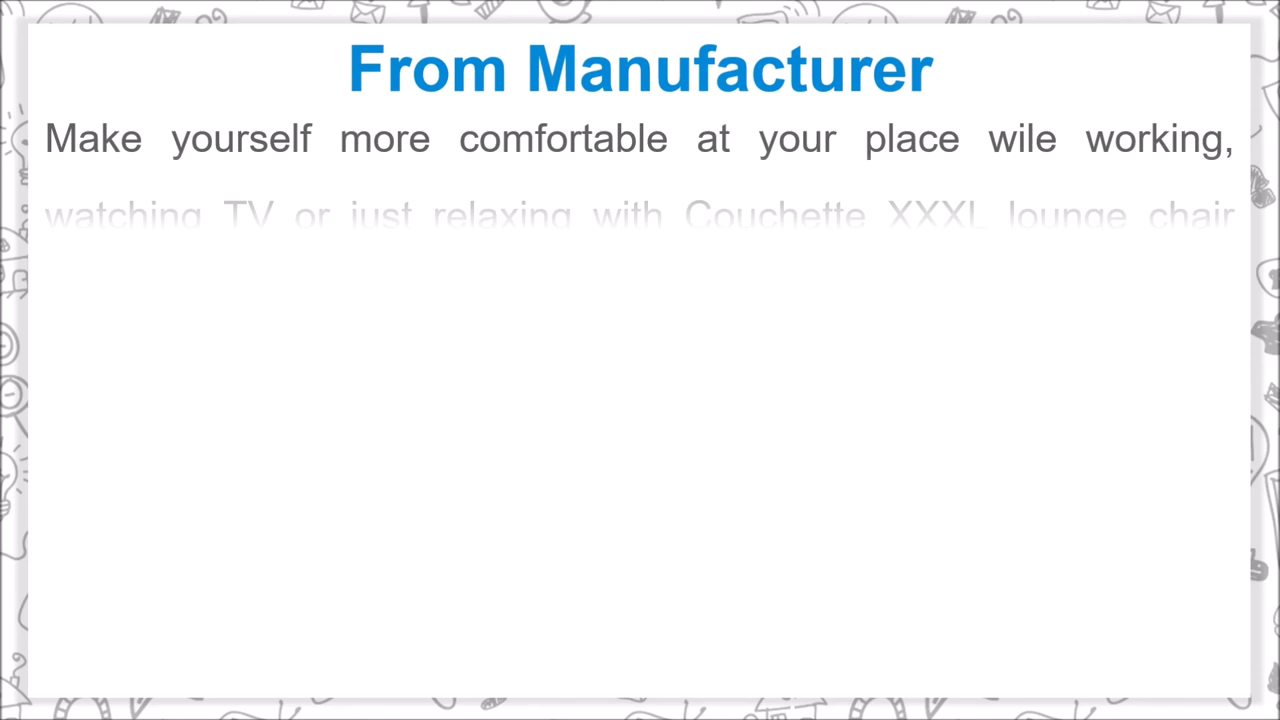 From Manufacturer
Make yourself more comfortable at your place wile working,
watching TV or just relaxing with Couchette XXXL lounge chair